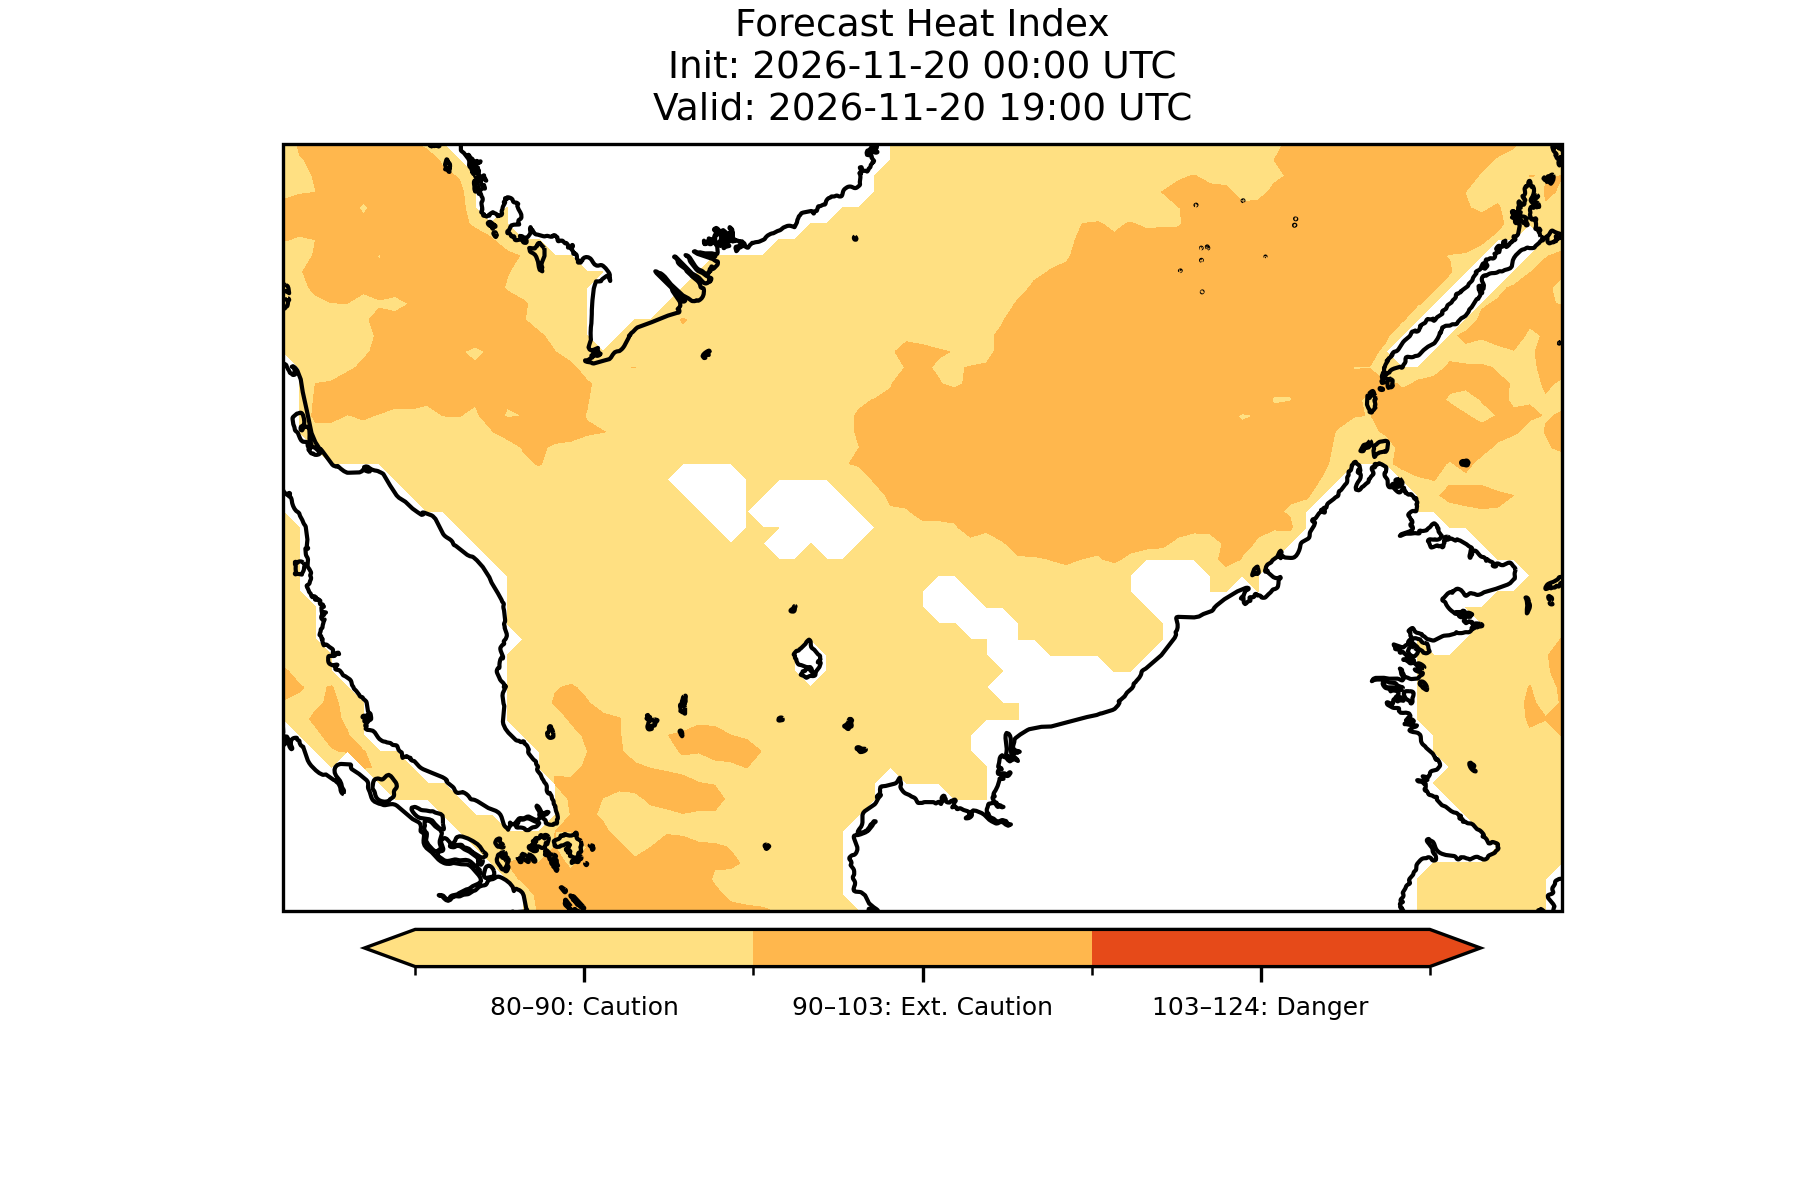 Forecast Heat Index
Init: 2026-11-20 00:00 UTC
Valid: 2026-11-20 19:00 UTC
80–90: Caution
90–103: Ext. Caution
103–124: Danger